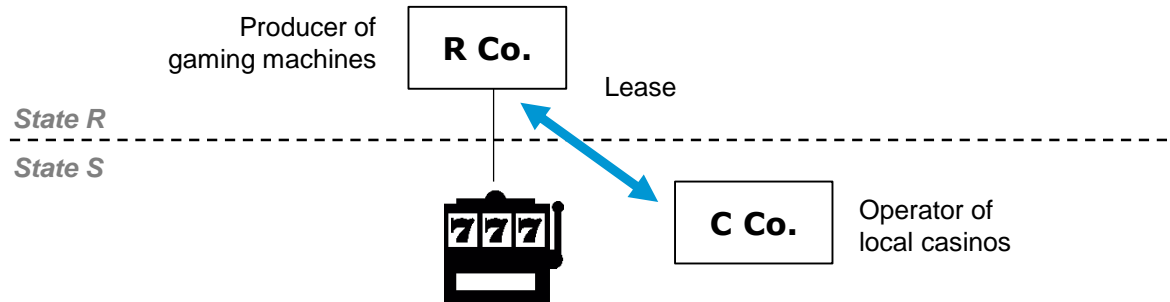 Producer of
gaming machines
R Co.
Lease
State R
State S
777
C Co.
Operator of
local casinos